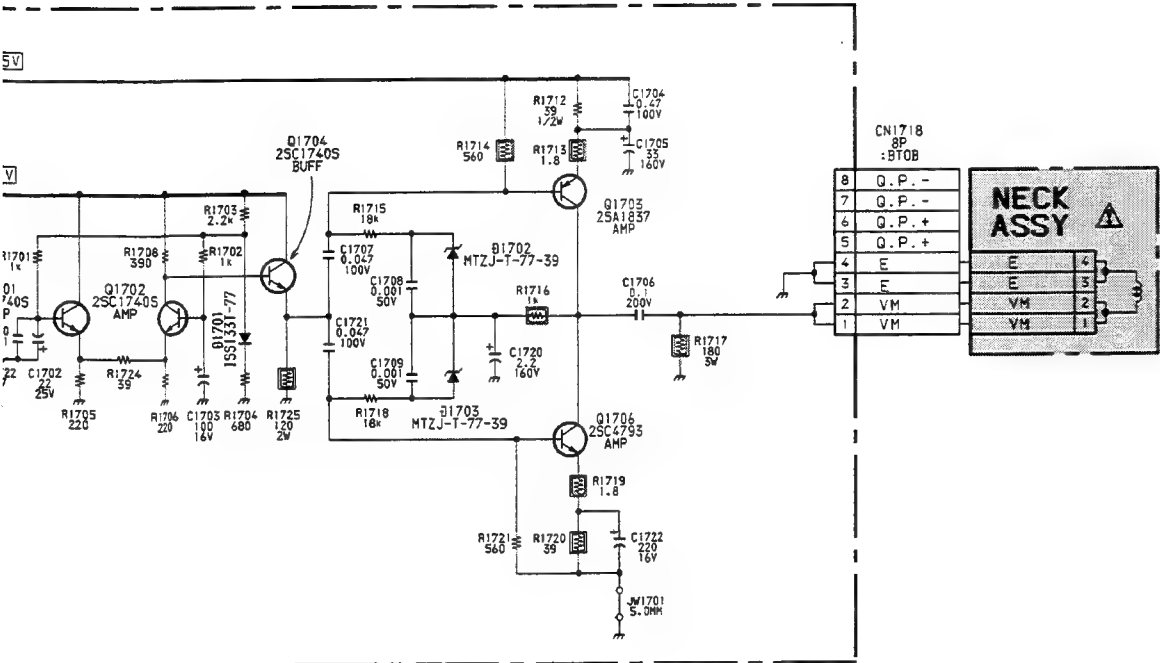 5V
V
R1712
39
1/2W
C1704
0.47
100V
R1714
560
R1713
1.8
C1705
33
160V
Q1704
2SC1740S
BUFF
CN1718
8P
:BTOB
8 Q.P.-
7 Q.P.-
6 Q.P.+
5 Q.P.+
4 E
3 E
2 VM
1 VM
NECK
ASSY
E 4
E 3
VM 2
VM 1
R1703
2.2k
R1715
18k
Q1703
2SA1837
AMP
R1701
1k
R1708
390
R1702
1k
C1707
0.047
100V
D1702
MTZJ-T-77-39
C1708
0.001
50V
R1716
1k
C1706
0.1
200V
Q1702
2SC1740S
AMP
D1701
1SS133T-77
01
740S
P
C1721
0.047
100V
C1720
2.2
160V
R1717
180
3W
22
C1702
22
25V
R1724
39
C1709
0.001
50V
R1705
220
R1706
220
C1703
100
16V
R1704
680
R1725
120
2W
R1718
18k
D1703
MTZJ-T-77-39
Q1706
2SC4793
AMP
R1719
1.8
R1721
560
R1720
39
C1722
220
16V
JW1701
5.0MM